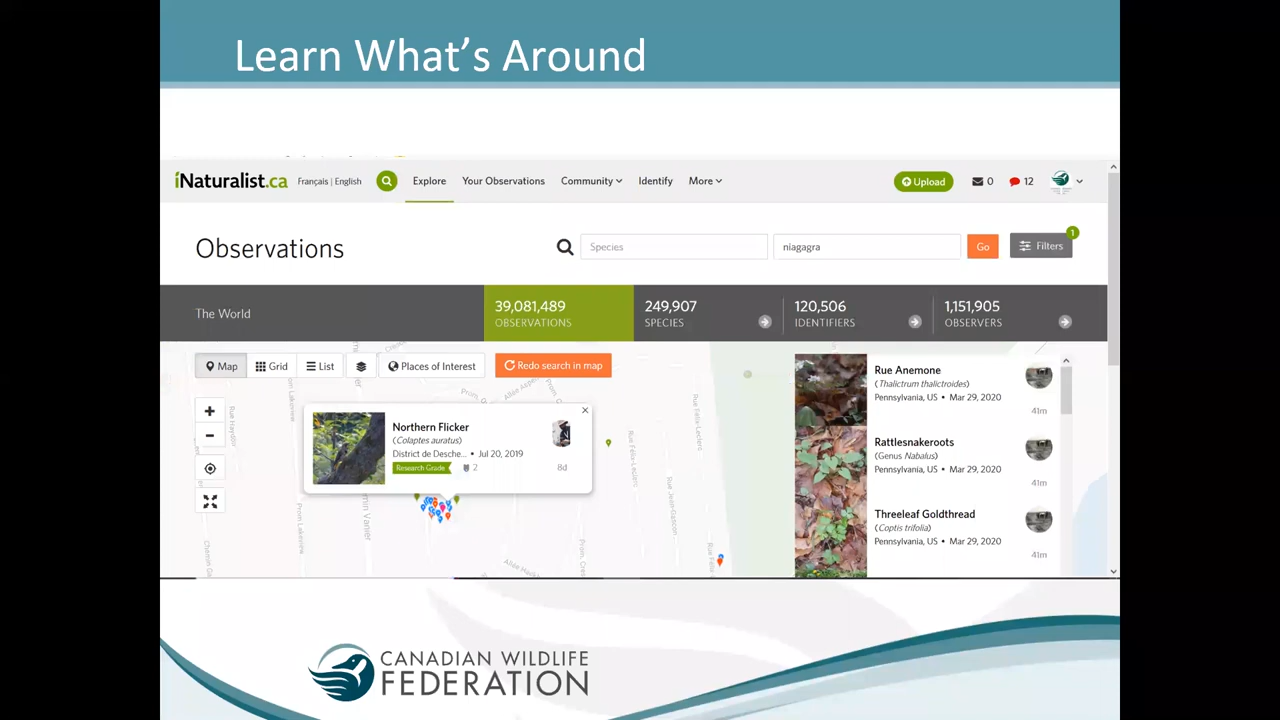 Learn What's Around
iNaturalist.ca Français | English Explore Your Observations Community Identify More Upload 0 12
Observations Species niagagra Go Filters 1
The World
39,081,489
OBSERVATIONS
249,907
SPECIES
120,506
IDENTIFIERS
1,151,905
OBSERVERS
Map Grid List Places of Interest Redo search in map
Northern Flicker
(Colaptes auratus)
District de Desche... • Jul 20, 2019
Research Grade 2 8d
Rue Anemone
(Thalictrum thalictroides)
Pennsylvania, US • Mar 29, 2020
41m
Rattlesnakeroots
(Genus Nabalus)
Pennsylvania, US • Mar 29, 2020
41m
Threeleaf Goldthread
(Coptis trifolia)
Pennsylvania, US • Mar 29, 2020
41m
CANADIAN WILDLIFE
FEDERATION